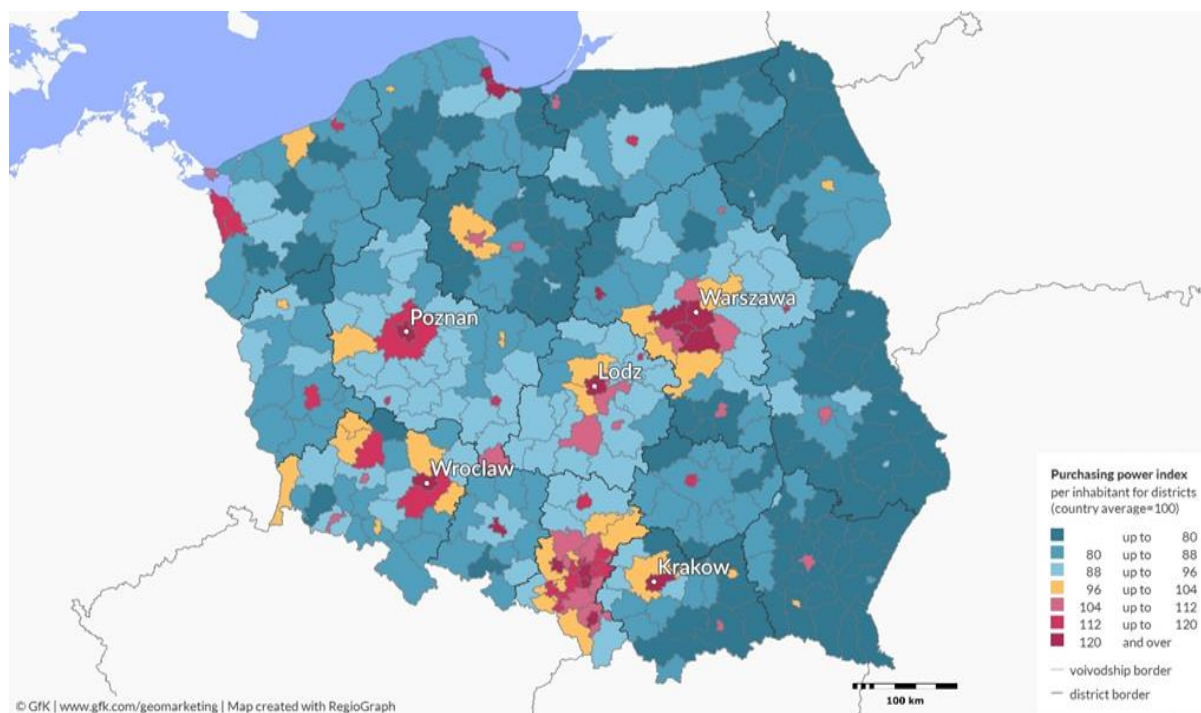 Warszawa
Poznan
Lodz
Wroclaw
Krakow
Purchasing power index
per inhabitant for districts
(country average=100)
up to 80
80 up to 88
88 up to 96
96 up to 104
104 up to 112
112 up to 120
120 and over
voivodship border
district border
100 km
© GfK | www.gfk.com/geomarketing | Map created with RegioGraph